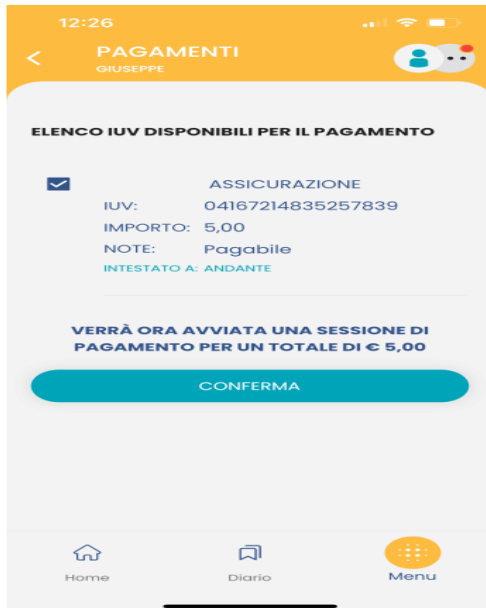 12:26
PAGAMENTI
GIUSEPPE
ELENCO IUV DISPONIBILI PER IL PAGAMENTO
ASSICURAZIONE
IUV: 04167214835257839
IMPORTO: 5,00
NOTE: Pagabile
INTESTATO A: ANDANTE
VERRÀ ORA AVVIATA UNA SESSIONE DI
PAGAMENTO PER UN TOTALE DI € 5,00
CONFERMA
Home Diario Menu